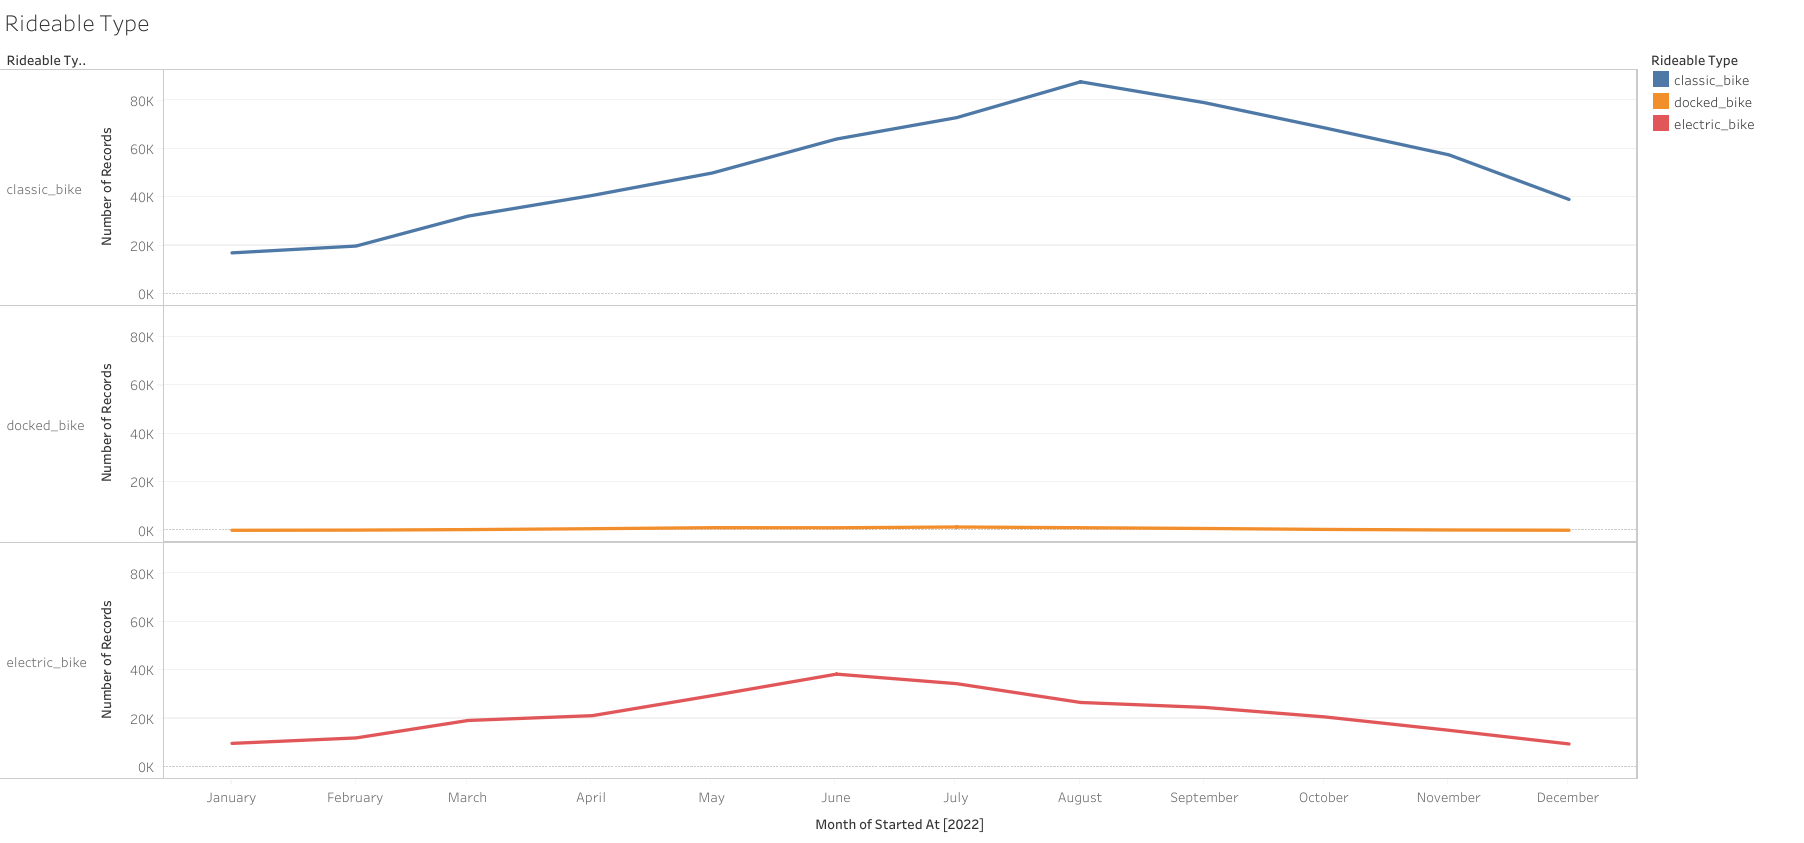 Rideable Type
Rideable Ty..
classic_bike
Number of Records
80K
60K
40K
20K
0K
docked_bike
Number of Records
80K
60K
40K
20K
0K
electric_bike
Number of Records
80K
60K
40K
20K
0K
January February March April May June July August September October November December
Month of Started At [2022]
Rideable Type
classic_bike
docked_bike
electric_bike